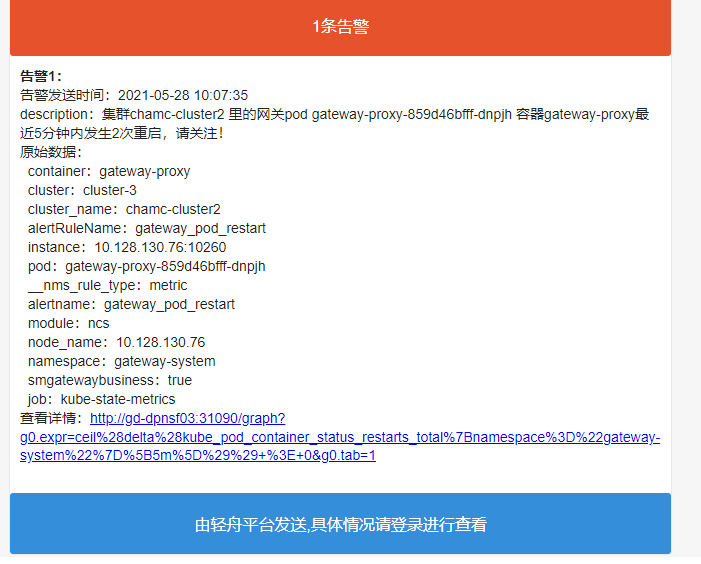 1条告警
告警1：
告警发送时间：2021-05-28 10:07:35
description：集群chamc-cluster2 里的网关pod gateway-proxy-859d46bfff-dnpjh 容器gateway-proxy最
近5分钟内发生2次重启，请关注！
原始数据：
container：gateway-proxy
cluster：cluster-3
cluster_name：chamc-cluster2
alertRuleName：gateway_pod_restart
instance：10.128.130.76:10260
pod：gateway-proxy-859d46bfff-dnpjh
__nms_rule_type：metric
alertname：gateway_pod_restart
module：ncs
node_name：10.128.130.76
namespace：gateway-system
smgatewaybusiness：true
job：kube-state-metrics
查看详情：http://gd-dpnsf03:31090/graph?
g0.expr=ceil%28delta%28kube_pod_container_status_restarts_total%7Bnamespace%3D%22gateway-
system%22%7D%5B5m%5D%29%29+%3E+0&g0.tab=1
由轻舟平台发送,具体情况请登录进行查看